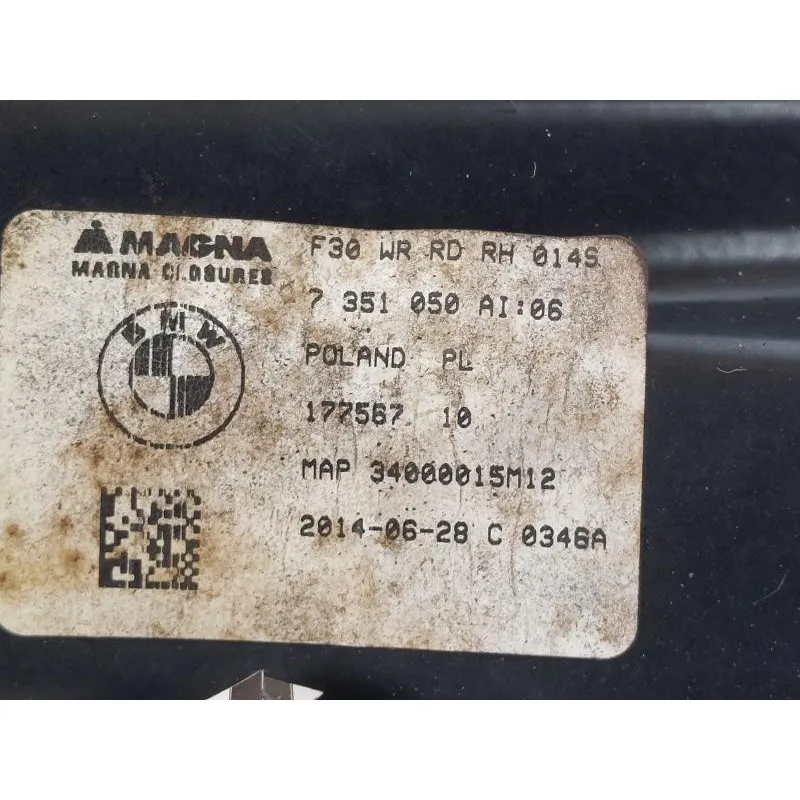 MAGNA
MAGNA CLOSURES
BMW
F30 WR RD RH 014S
7 351 050 AI:06
POLAND PL
177567 10
MAP 34000015M12
2014-06-28 C 0346A